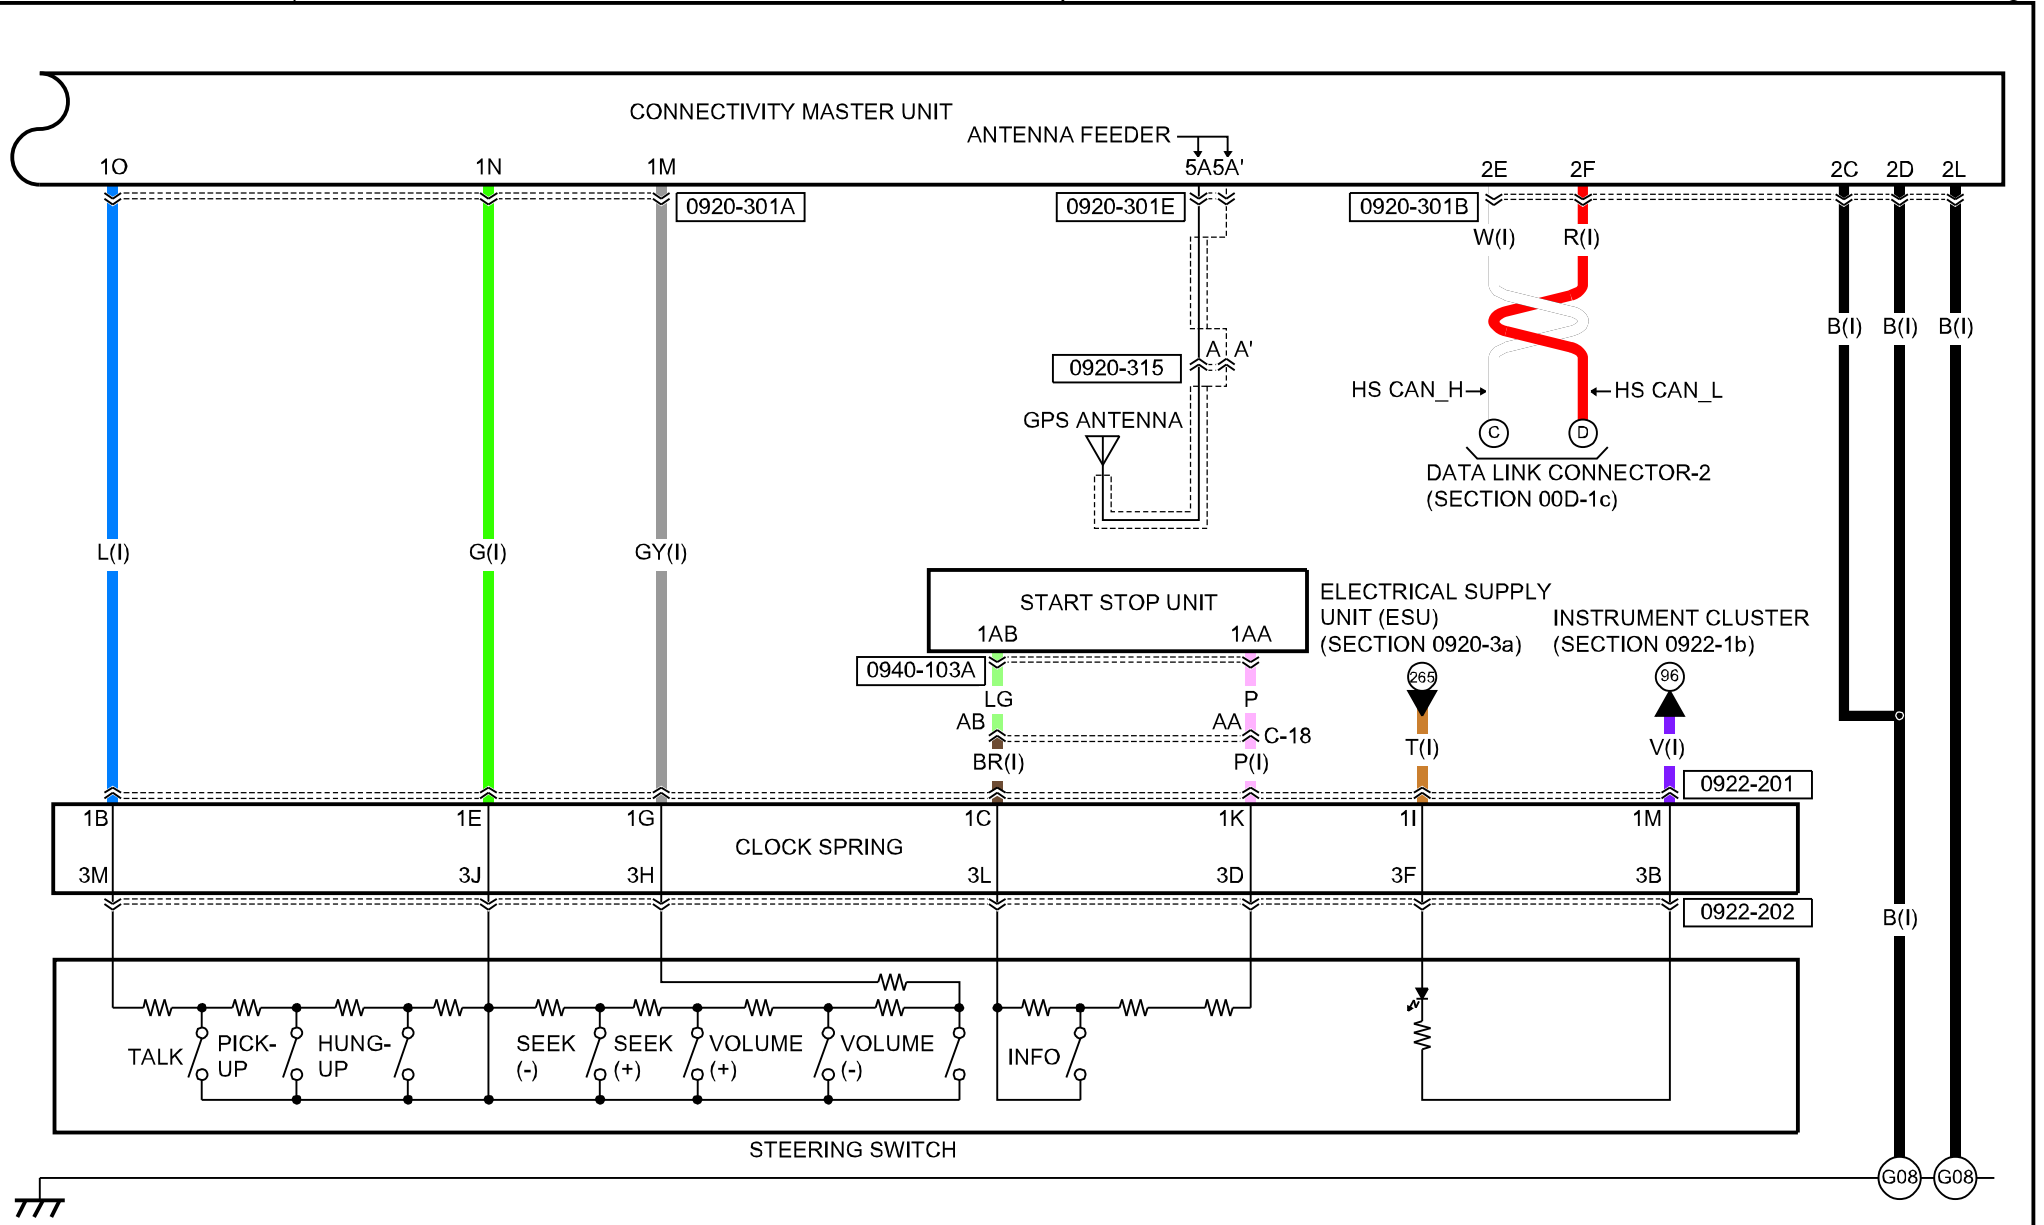 CONNECTIVITY MASTER UNIT
ANTENNA FEEDER
1O 1N 1M 5A 5A' 2E 2F 2C 2D 2L
0920-301A 0920-301E 0920-301B
W(I) R(I)
B(I) B(I) B(I)
A A'
0920-315
HS CAN_H HS CAN_L
GPS ANTENNA
C D
DATA LINK CONNECTOR-2
(SECTION 00D-1c)
L(I) G(I) GY(I)
START STOP UNIT
1AB 1AA
ELECTRICAL SUPPLY
UNIT (ESU)
(SECTION 0920-3a)
INSTRUMENT CLUSTER
(SECTION 0922-1b)
0940-103A
265 96
LG P
AB AA C-18
BR(I) P(I) T(I) V(I)
0922-201
1B 1E 1G 1C 1K 1I 1M
CLOCK SPRING
3M 3J 3H 3L 3D 3F 3B
0922-202
B(I)
TALK
PICK-
UP
HUNG-
UP
SEEK
(-)
SEEK
(+)
VOLUME
(+)
VOLUME
(-)
INFO
STEERING SWITCH
G08 G08